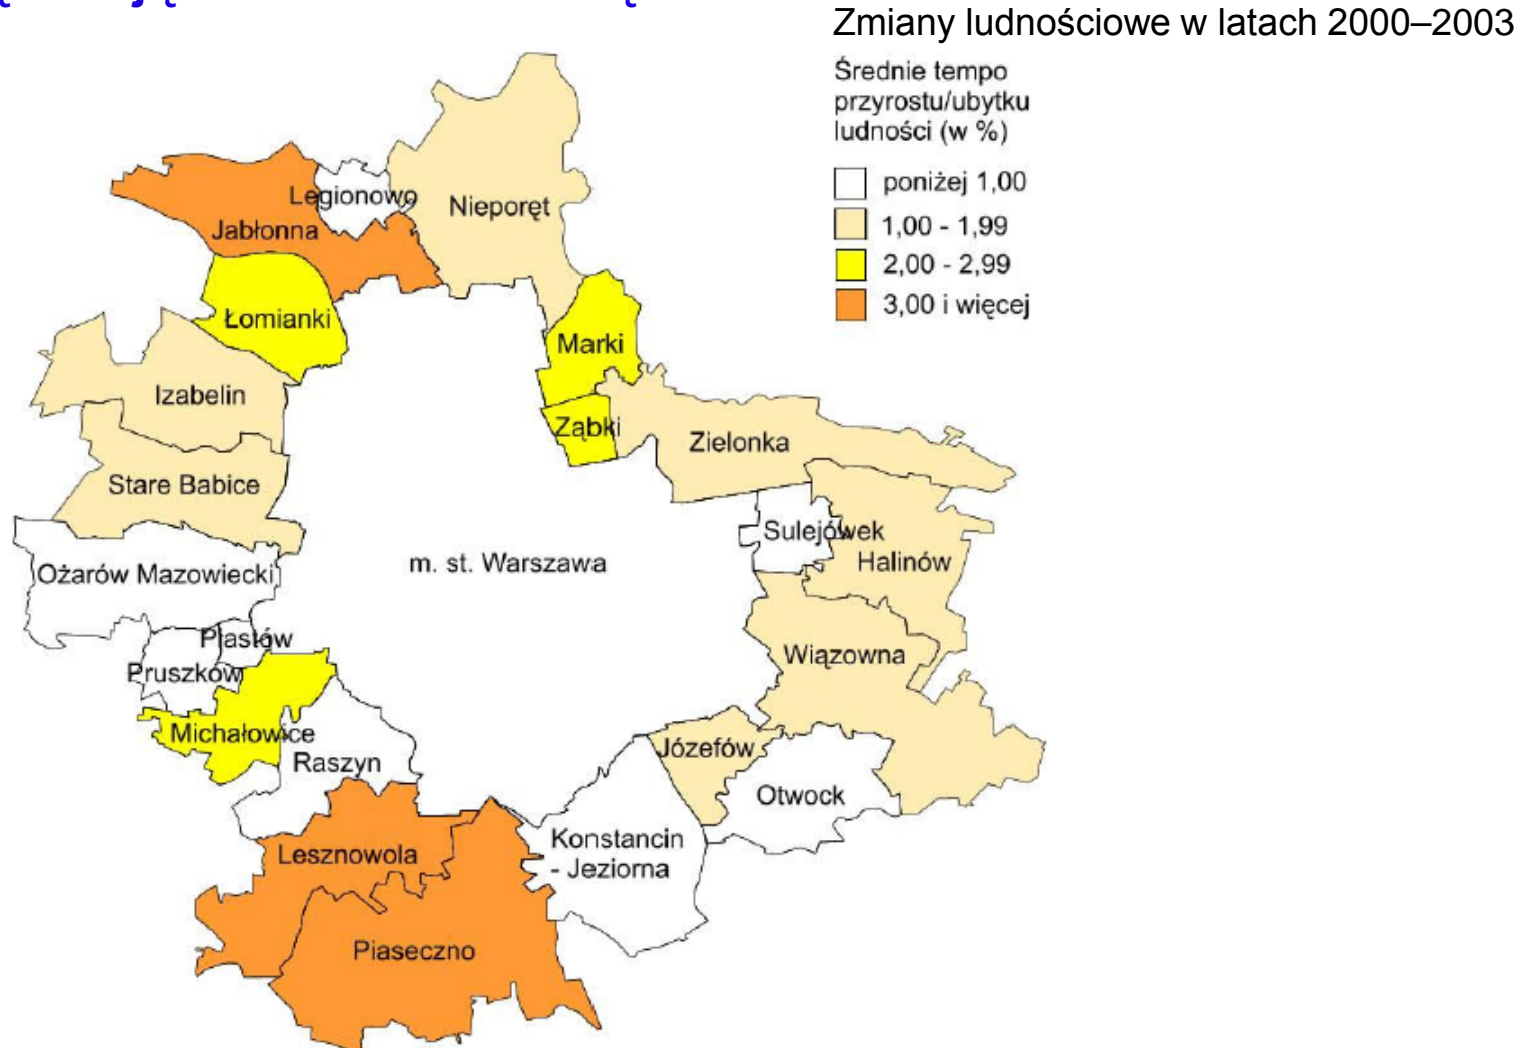 Zmiany ludnościowe w latach 2000–2003
Średnie tempo
przyrostu/ubytku
ludności (w %)
poniżej 1,00
1,00 - 1,99
2,00 - 2,99
3,00 i więcej
Legionowo
Nieporęt
Jabłonna
Łomianki
Marki
Izabelin
Ząbki
Zielonka
Stare Babice
Sulejówek
Halinów
m. st. Warszawa
Ożarów Mazowiecki
Piastów
Pruszków
Wiązowna
Michałowice
Raszyn
Józefów
Otwock
Konstancin
- Jeziorna
Lesznowola
Piaseczno